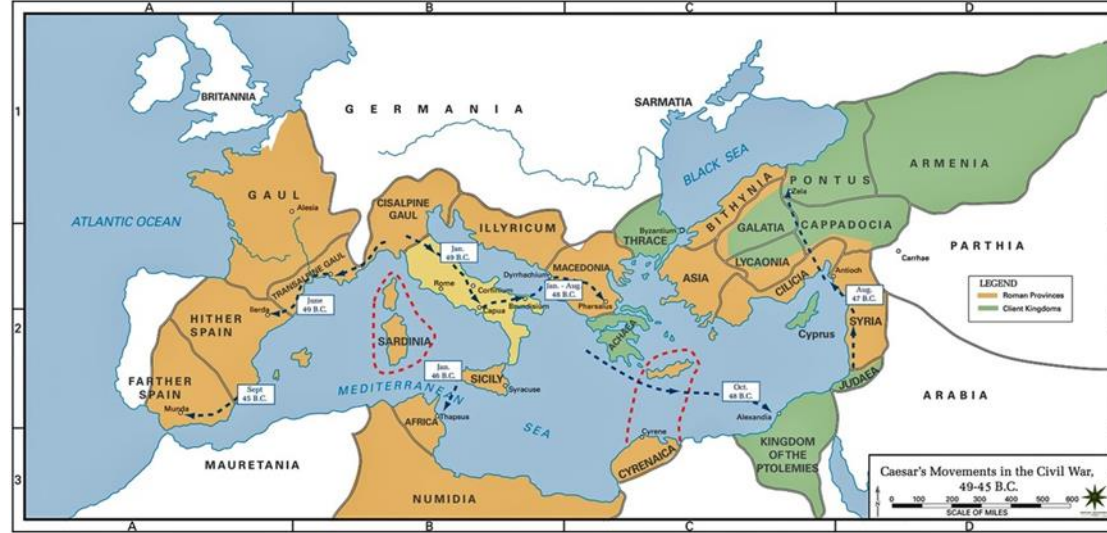 A
B
C
D
1
2
3
BRITANNIA
GERMANIA
SARMATIA
ATLANTIC OCEAN
GAUL
Alesia
CISALPINE
GAUL
TRANSALPINE GAUL
ILLYRICUM
BLACK SEA
PONTUS
Zela
ARMENIA
BITHYNIA
GALATIA
CAPPADOCIA
Byzantium
THRACE
LYCAONIA
PARTHIA
Carrhae
Jan.
49 B.C.
Dyrrhachium
MACEDONIA
ASIA
CILICIA
Antioch
Rome
Corfinium
Jan. - Aug.
48 B.C.
Pharsalus
Capua
Brundisium
June
49 B.C.
Ilerda
HITHER
SPAIN
SARDINIA
ACHAEA
Cyprus
Aug.
47 B.C.
SYRIA
LEGEND
Roman Provinces
Client Kingdoms
FARTHER
SPAIN
Munda
Sept
45 B.C.
MEDITERRANEAN
SEA
Jan.
46 B.C.
SICILY
Syracuse
AFRICA
Thapsus
Oct.
48 B.C.
Alexandia
JUDAEA
ARABIA
Cyrene
CYRENAICA
KINGDOM
OF THE
PTOLEMIES
MAURETANIA
NUMIDIA
Caesar's Movements in the Civil War,
49-45 B.C.
0 100 200 300 400 500 600
SCALE OF MILES
A
B
C
D